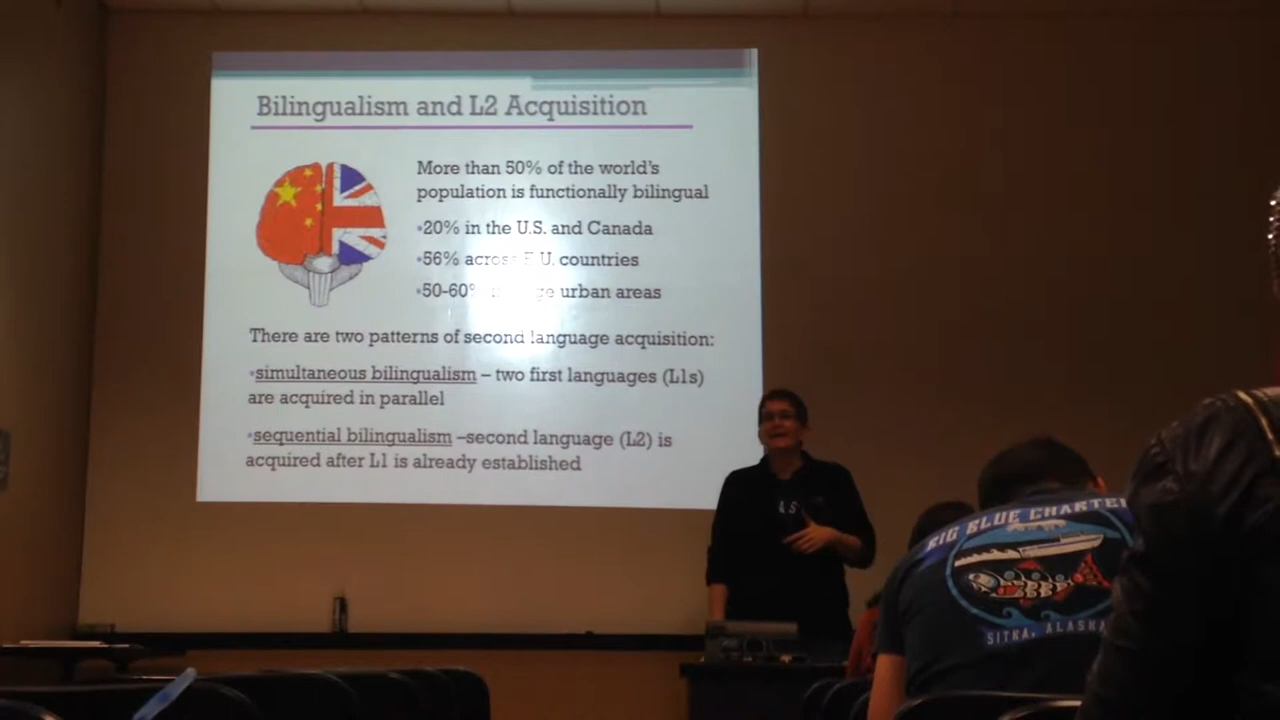 Bilingualism and L2 Acquisition
More than 50% of the world's
population is functionally bilingual
•20% in the U.S. and Canada
•56% across E.U. countries
•50-60% urban areas
There are two patterns of second language acquisition:
•simultaneous bilingualism – two first languages (L1s)
are acquired in parallel
•sequential bilingualism –second language (L2) is
acquired after L1 is already established
BIG BLUE CHARTER
SITKA, ALASKA